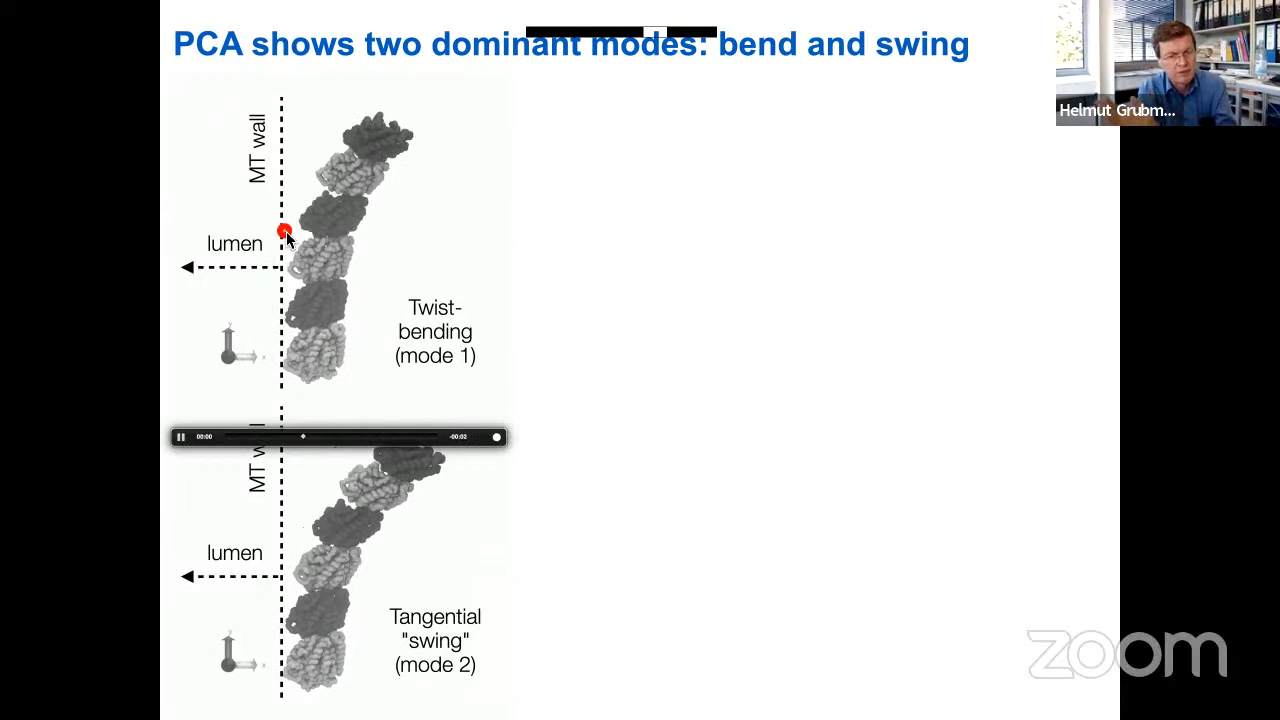 PCA shows two dominant modes: bend and swing
Helmut Grubm...
MT wall
lumen
Twist-
bending
(mode 1)
y
x
00:00
-00:02
MT wall
lumen
Tangential
"swing"
(mode 2)
y
x
zoom